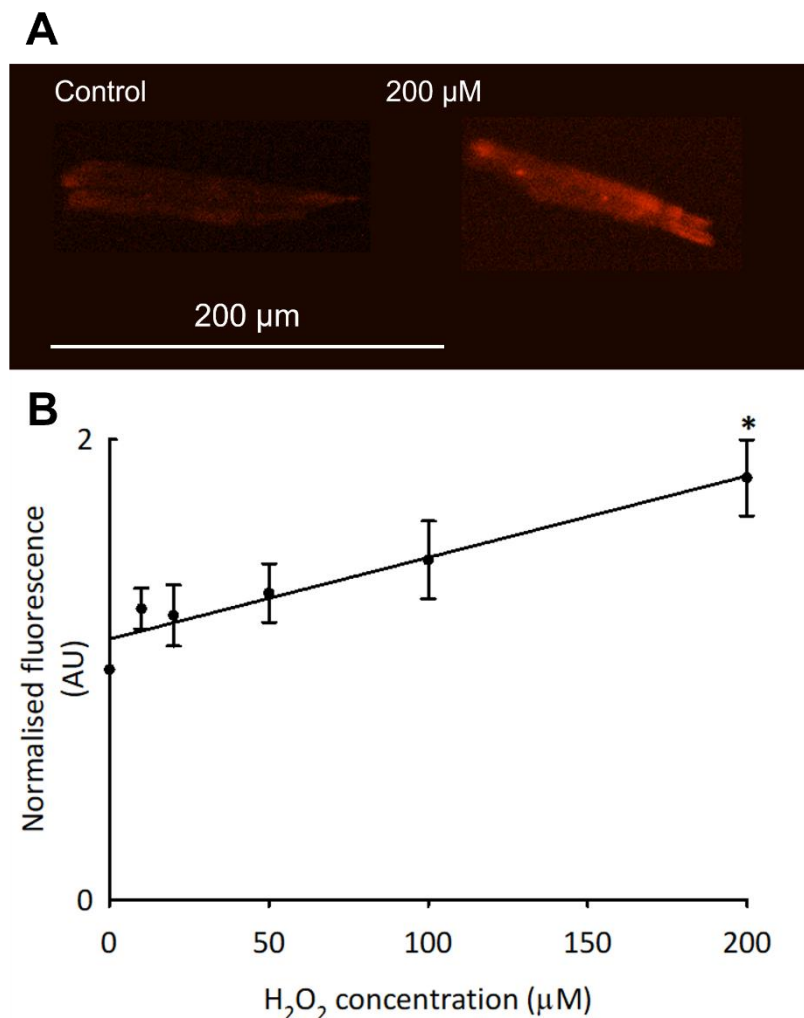 A
Control 200 µM
200 µm
B
2
*
Normalised fluorescence
(AU)
0
0 50 100 150 200
H₂O₂ concentration (µM)